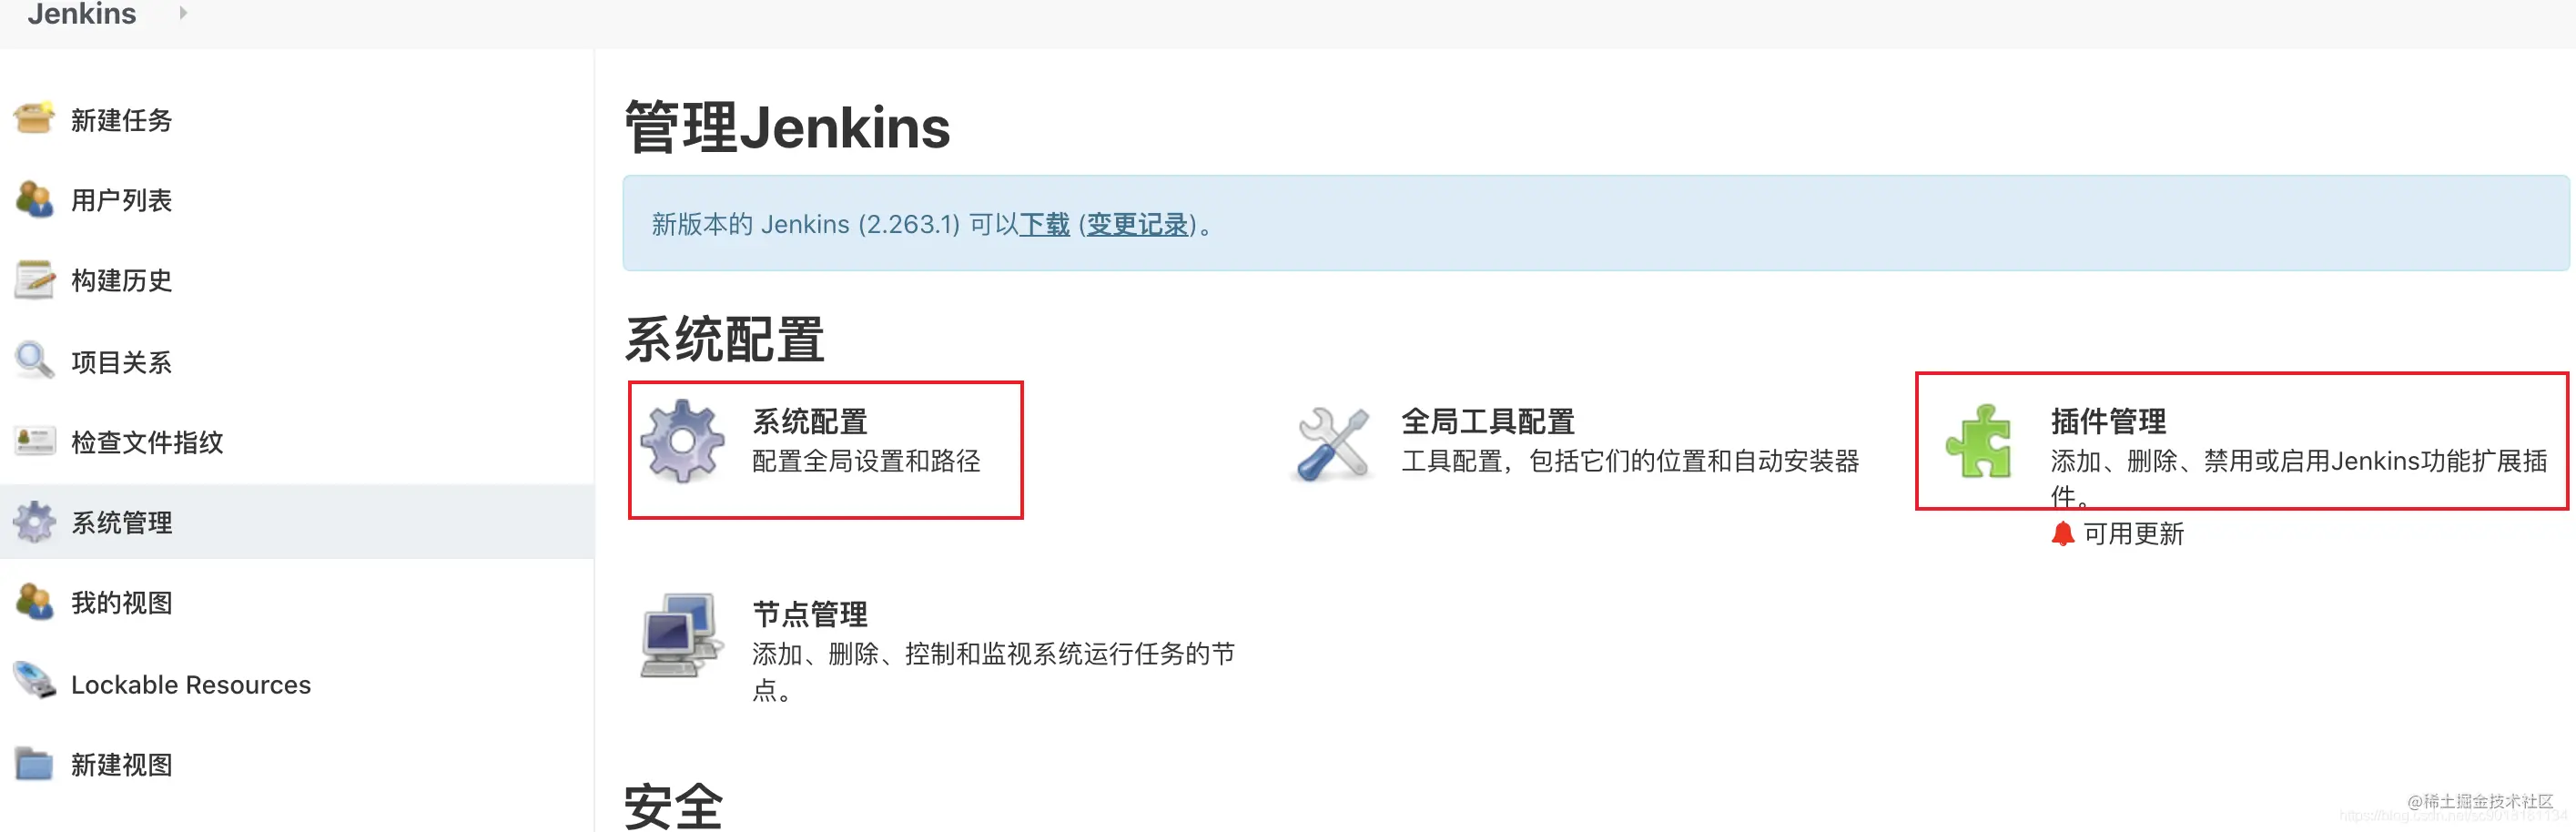 Jenkins
新建任务
用户列表
构建历史
项目关系
检查文件指纹
系统管理
我的视图
Lockable Resources
新建视图
管理Jenkins
新版本的 Jenkins (2.263.1) 可以下载 (变更记录)。
系统配置
系统配置
配置全局设置和路径
全局工具配置
工具配置，包括它们的位置和自动安装器
插件管理
添加、删除、禁用或启用Jenkins功能扩展插
件。
可用更新
节点管理
添加、删除、控制和监视系统运行任务的节
点。
安全
@稀土掘金技术社区